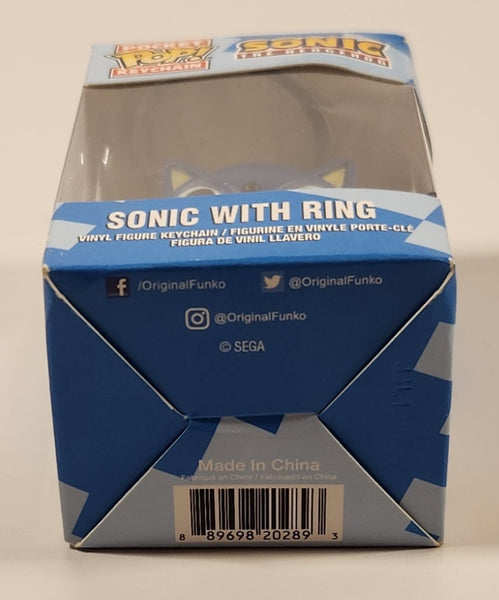 POCKET
POP!
KEYCHAIN
SONIC
THE HEDGEHOG
SONIC WITH RING
VINYL FIGURE KEYCHAIN / FIGURINE EN VINYLE PORTE-CLÉ
FIGURA DE VINIL LLAVERO
/OriginalFunko
@OriginalFunko
@OriginalFunko
© SEGA
Made In China
Fabriqué en Chine / Fabricado en China
8 89698 20289 3